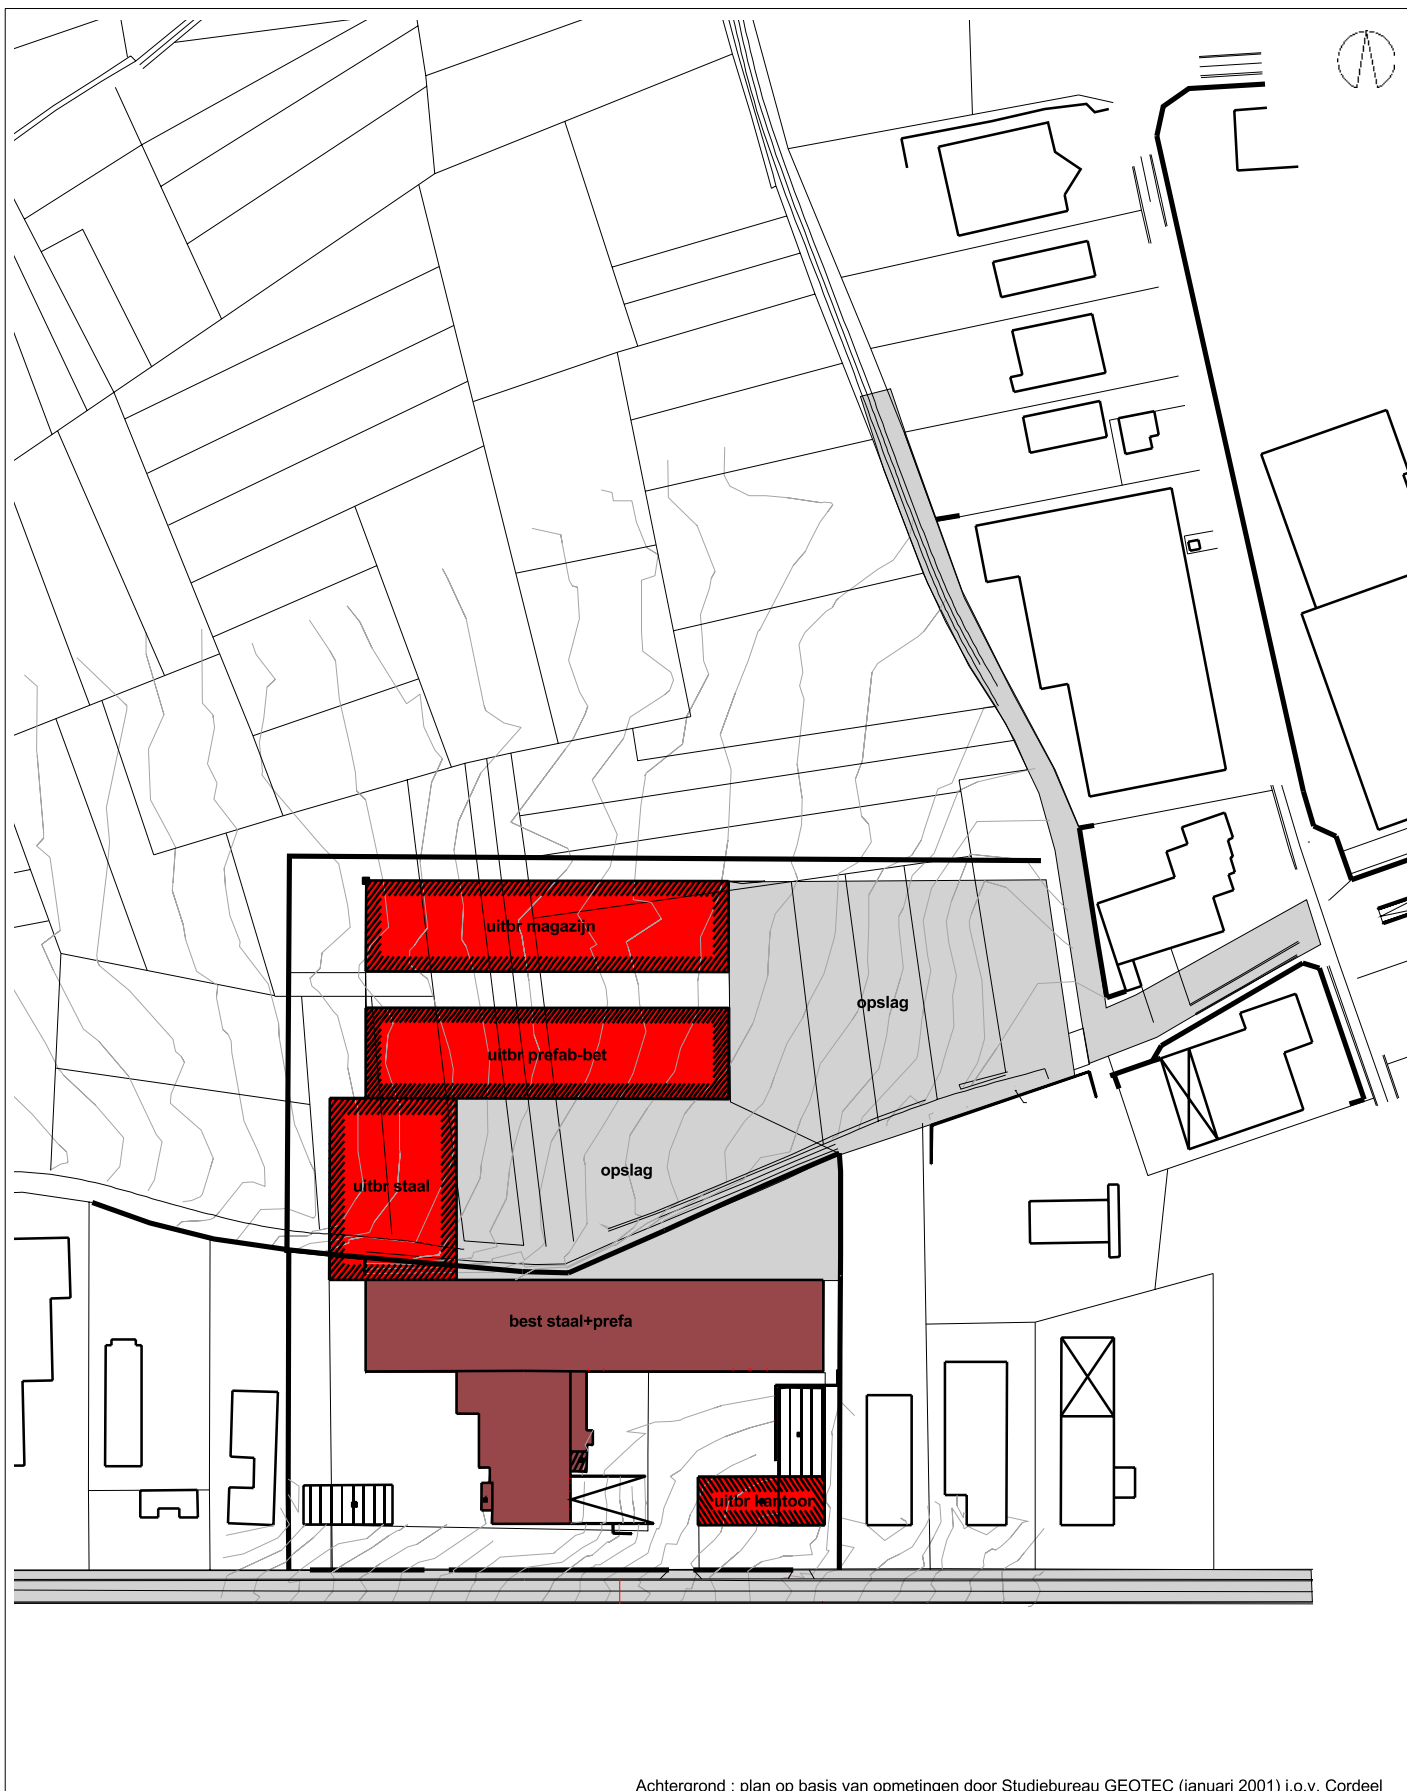 uitbr magazijn
opslag
uitbr prefab-bet
opslag
uitbr staal
best staal+prefa
uitbr kantoor
Achtergrond : plan op basis van opmetingen door Studiebureau GEOTEC (januari 2001) i.o.v. Cordeel